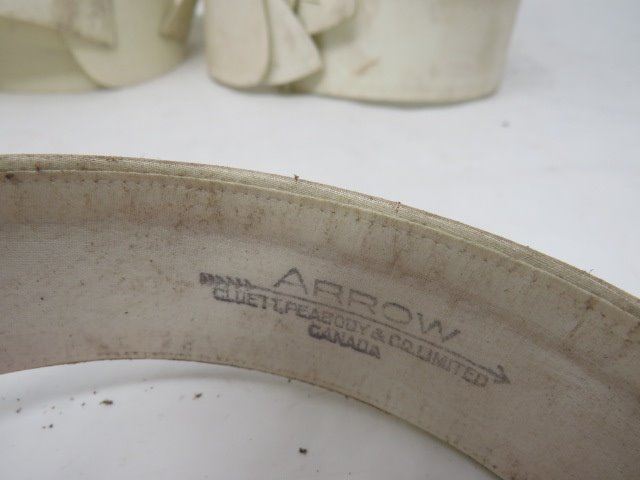 ARROW
CLUETT, PEABODY & CO. LIMITED
CANADA